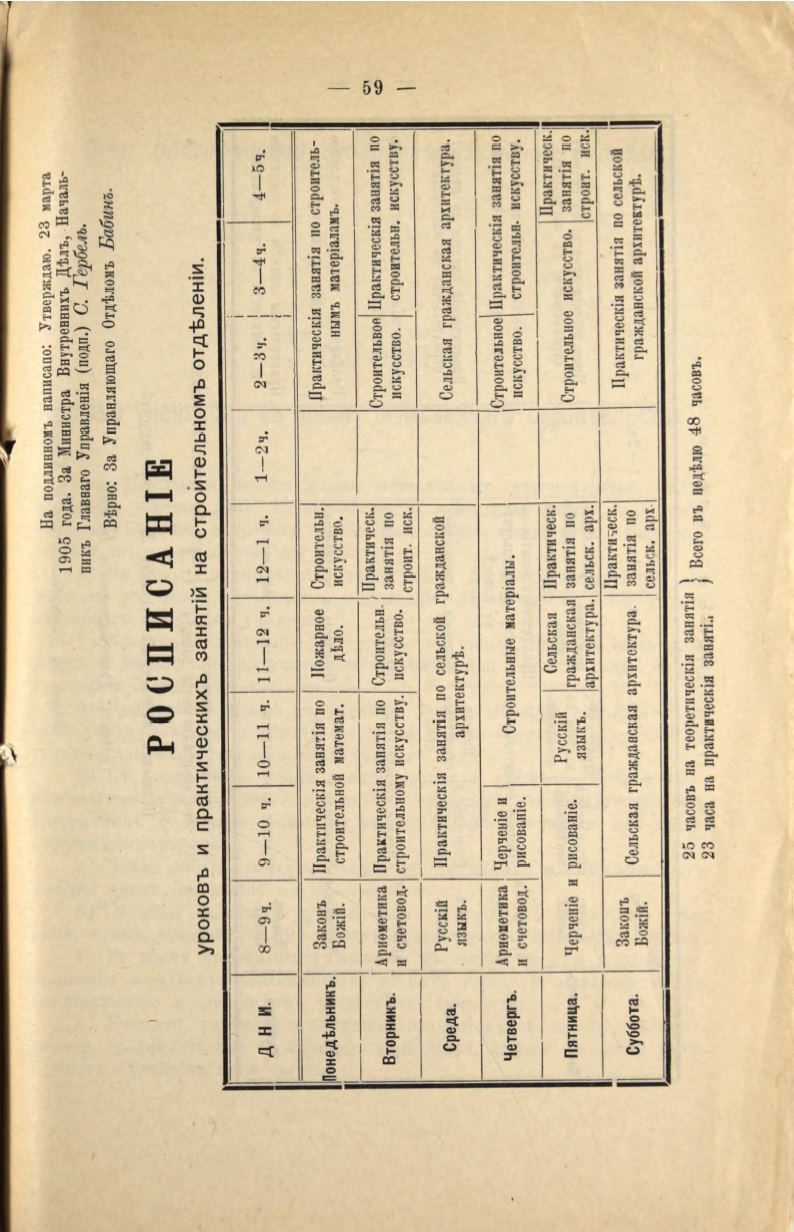 — 59 —
На подлинномъ написано: Утверждаю. 23 марта
1905 года. За Министра Внутреннихъ Дѣлъ, Началь-
никъ Главнаго Управленія (подп.) С. Гербель.
Вѣрно: За Управляющаго Отдѣломъ Бабинъ.
РОСПИСАНІЕ
уроковъ и практическихъ занятій на строительномъ отдѣленіи.
ДНИ. 8—9 ч. 9—10 ч. 10—11 ч. 11—12 ч. 12—1 ч. 1—2 ч. 2—3 ч. 3—4 ч. 4—5 ч.
Понедѣльникъ.
Законъ
Божій.
Практическія занятія по
строительной математ.
Пожарное
дѣло.
Строительн.
искусство.
Практическія занятія по строитель-
нымъ матеріаламъ.
Вторникъ.
Ариѳметика
и счетовод.
Практическія занятія по
строительному искусству.
Строительн.
искусство.
Практическ.
занятія по
строит. иск.
Строительное
искусство.
Практическія занятія по
строительн. искусству.
Среда.
Русскій
языкъ.
Практическія занятія по сельской гражданской
архитектурѣ.
Сельская гражданская архитектура.
Четвергъ.
Ариѳметика
и счетовод.
Черченіе и
рисованіе.
Строительные матеріалы.
Строительное
искусство.
Практическія занятія по
строительн. искусству.
Пятница.
Черченіе и рисованіе.
Русскій
языкъ.
Сельская
гражданская
архитектура.
Практическ.
занятія по
сельск. арх.
Строительное искусство.
Практическ.
занятія по
строит. иск.
Суббота.
Законъ
Божій.
Сельская гражданская архитектура.
Практическ.
занятія по
сельск. арх.
Практическія занятія по сельской
гражданской архитектурѣ.
25 часовъ на теоретическія занятія
23 часа на практическія заняті.,
} Всего въ недѣлю 48 часовъ.